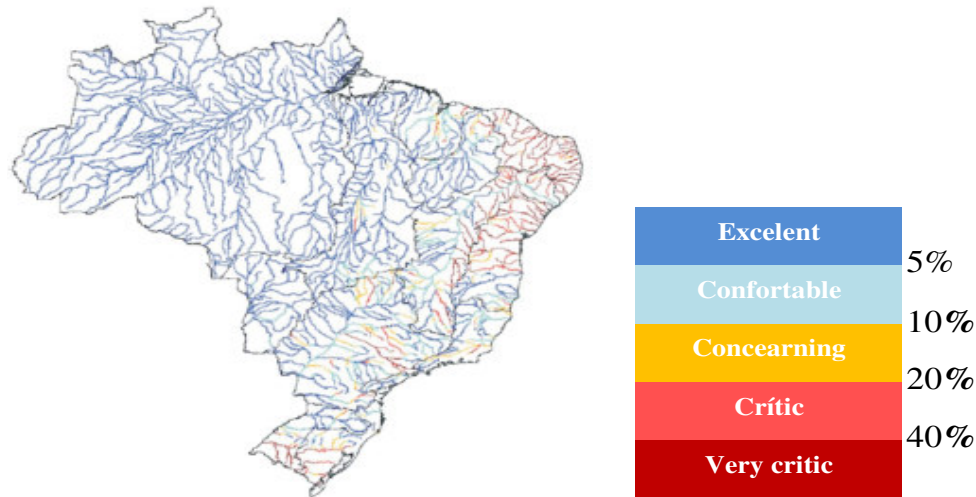 Excelent
5%
Confortable
10%
Concearning
20%
Crític
40%
Very critic